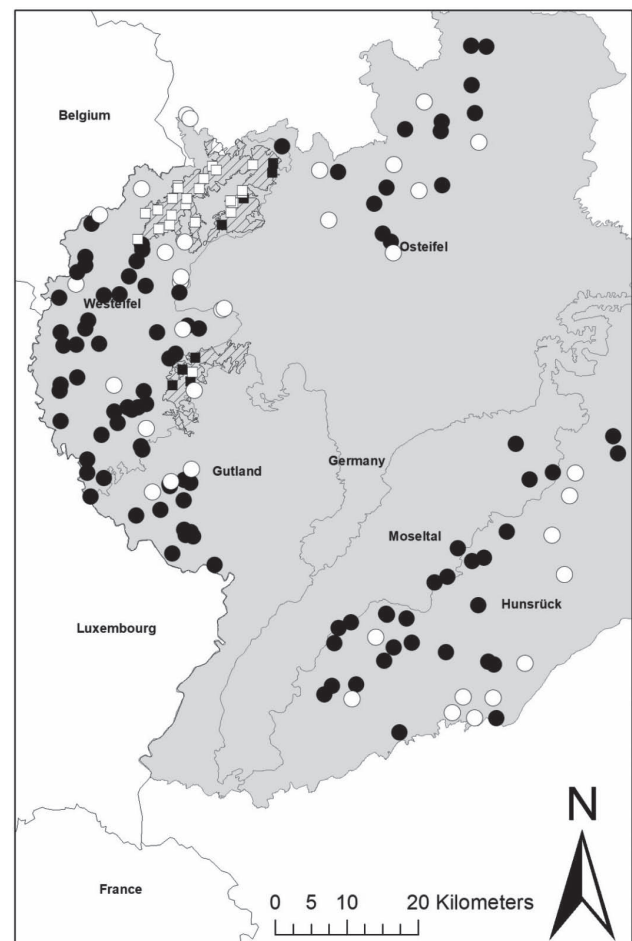 Belgium
Osteifel
Westeifel
Germany
Gutland
Moseltal
Hunsrück
Luxembourg
N
France
0 5 10 20 Kilometers